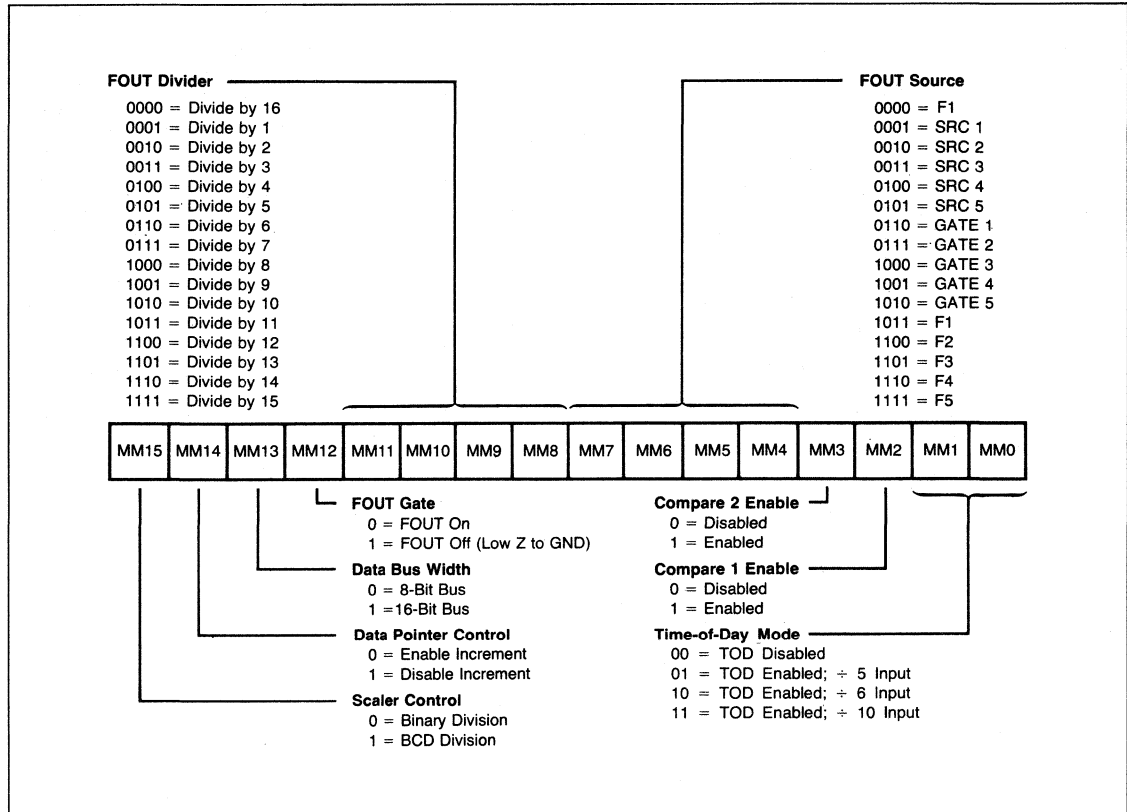 FOUT Divider
0000 = Divide by 16
0001 = Divide by 1
0010 = Divide by 2
0011 = Divide by 3
0100 = Divide by 4
0101 = Divide by 5
0110 = Divide by 6
0111 = Divide by 7
1000 = Divide by 8
1001 = Divide by 9
1010 = Divide by 10
1011 = Divide by 11
1100 = Divide by 12
1101 = Divide by 13
1110 = Divide by 14
1111 = Divide by 15
FOUT Source
0000 = F1
0001 = SRC 1
0010 = SRC 2
0011 = SRC 3
0100 = SRC 4
0101 = SRC 5
0110 = GATE 1
0111 = GATE 2
1000 = GATE 3
1001 = GATE 4
1010 = GATE 5
1011 = F1
1100 = F2
1101 = F3
1110 = F4
1111 = F5
MM15 MM14 MM13 MM12 MM11 MM10 MM9 MM8 MM7 MM6 MM5 MM4 MM3 MM2 MM1 MM0
FOUT Gate
0 = FOUT On
1 = FOUT Off (Low Z to GND)
Data Bus Width
0 = 8-Bit Bus
1 =16-Bit Bus
Data Pointer Control
0 = Enable Increment
1 = Disable Increment
Scaler Control
0 = Binary Division
1 = BCD Division
Compare 2 Enable
0 = Disabled
1 = Enabled
Compare 1 Enable
0 = Disabled
1 = Enabled
Time-of-Day Mode
00 = TOD Disabled
01 = TOD Enabled; ÷ 5 Input
10 = TOD Enabled; ÷ 6 Input
11 = TOD Enabled; ÷ 10 Input